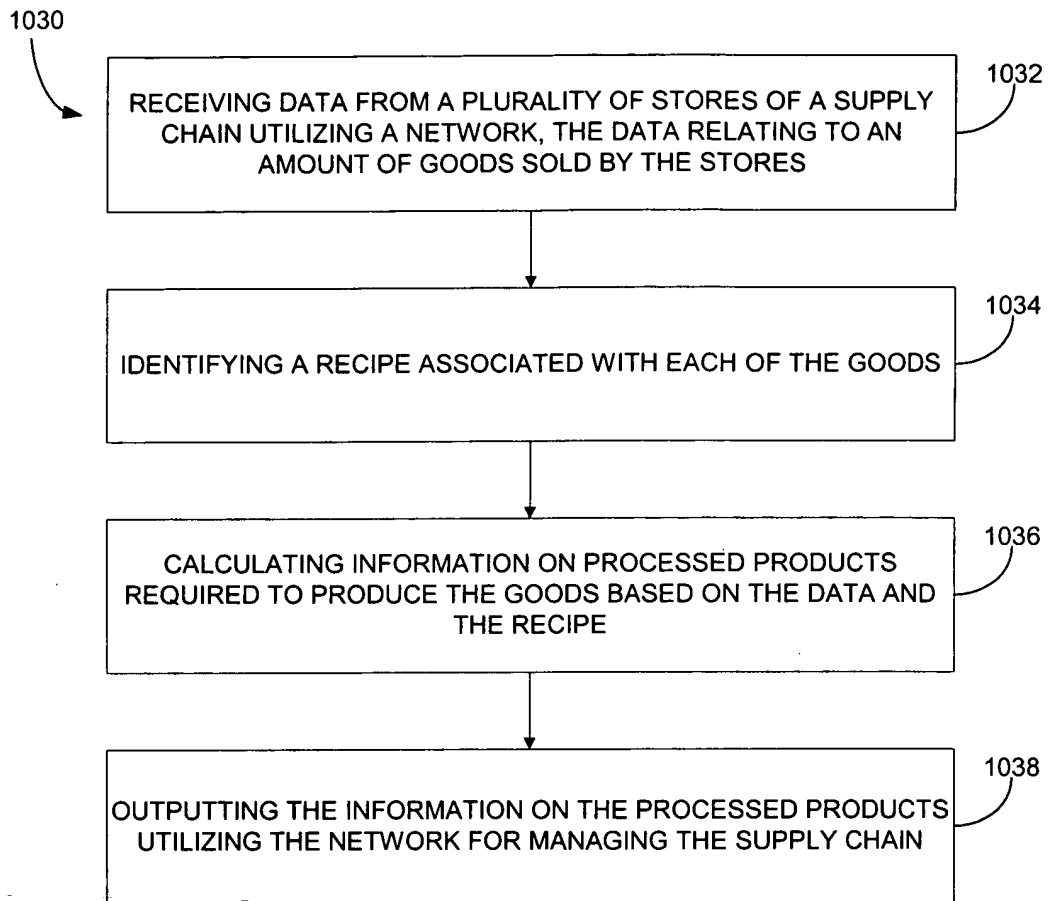 1030
1032
RECEIVING DATA FROM A PLURALITY OF STORES OF A SUPPLY
CHAIN UTILIZING A NETWORK, THE DATA RELATING TO AN
AMOUNT OF GOODS SOLD BY THE STORES
1034
IDENTIFYING A RECIPE ASSOCIATED WITH EACH OF THE GOODS
1036
CALCULATING INFORMATION ON PROCESSED PRODUCTS
REQUIRED TO PRODUCE THE GOODS BASED ON THE DATA AND
THE RECIPE
1038
OUTPUTTING THE INFORMATION ON THE PROCESSED PRODUCTS
UTILIZING THE NETWORK FOR MANAGING THE SUPPLY CHAIN